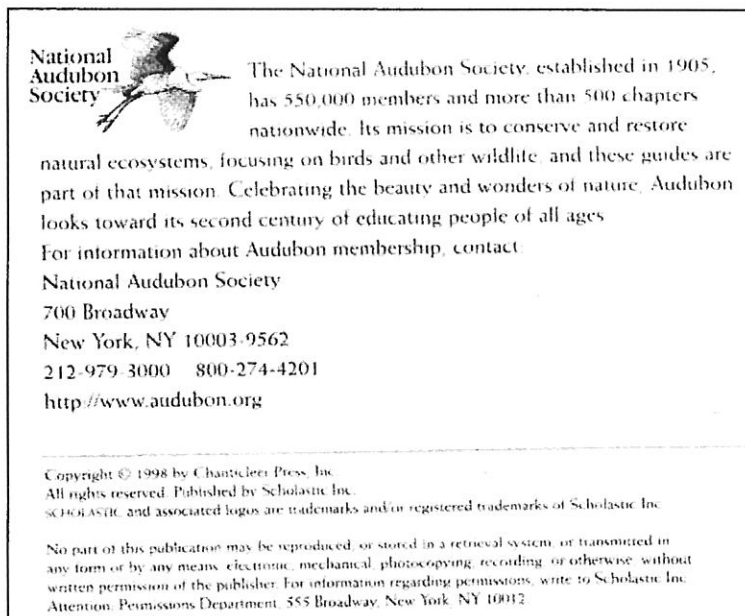 National
Audubon
Society
The National Audubon Society, established in 1905,
has 550,000 members and more than 500 chapters
nationwide. Its mission is to conserve and restore
natural ecosystems, focusing on birds and other wildlife, and these guides are
part of that mission. Celebrating the beauty and wonders of nature, Audubon
looks toward its second century of educating people of all ages.
For information about Audubon membership, contact:
National Audubon Society
700 Broadway
New York, NY 10003-9562
212-979-3000 800-274-4201
http://www.audubon.org
Copyright © 1998 by Chanticleer Press, Inc.
All rights reserved. Published by Scholastic Inc.
SCHOLASTIC and associated logos are trademarks and/or registered trademarks of Scholastic Inc.
No part of this publication may be reproduced, or stored in a retrieval system, or transmitted in
any form or by any means, electronic, mechanical, photocopying, recording, or otherwise, without
written permission of the publisher. For information regarding permissions, write to Scholastic Inc.,
Attention: Permissions Department, 555 Broadway, New York, NY 10012.